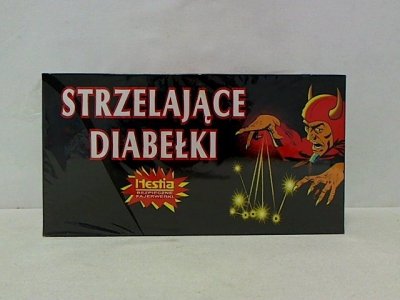 STRZELAJĄCE
DIABEŁKI
Hestia
BEZPIECZNE
FAJERWERKI